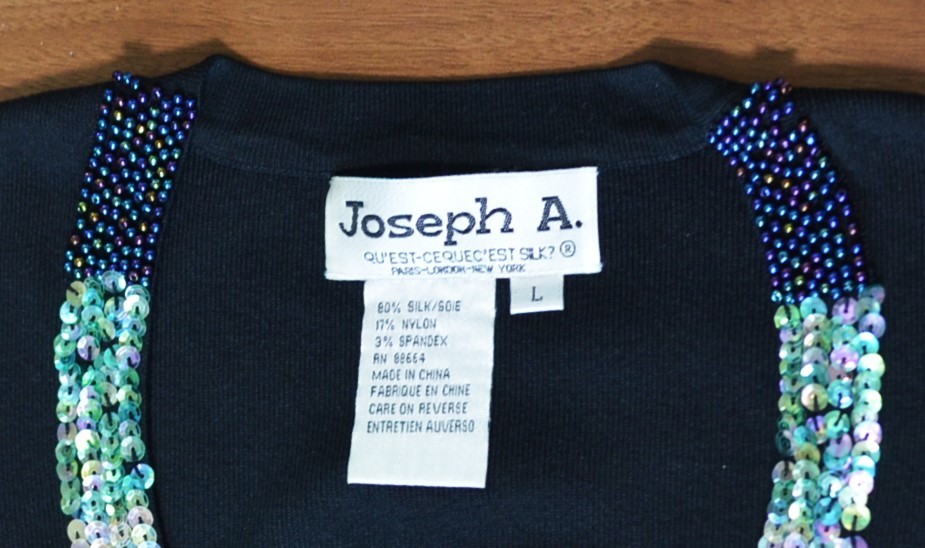 Joseph A.
QU'EST-CEQUEC'EST SILK? ®
PARIS-LONDON-NEW YORK
L
80% SILK/SOIE
17% NYLON
3% SPANDEX
RN 88664
MADE IN CHINA
FABRIQUE EN CHINE
CARE ON REVERSE
ENTRETIEN AUVERSO